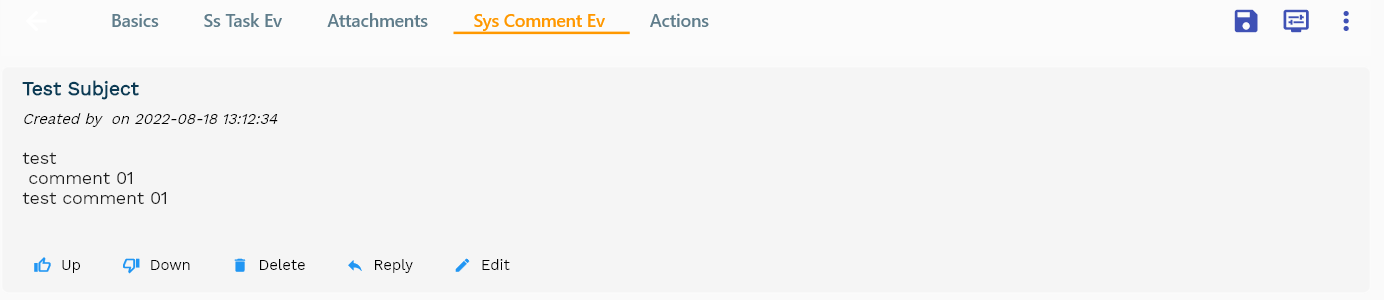 Basics Ss Task Ev Attachments Sys Comment Ev Actions
Test Subject
Created by on 2022-08-18 13:12:34
test
comment 01
test comment 01
Up Down Delete Reply Edit